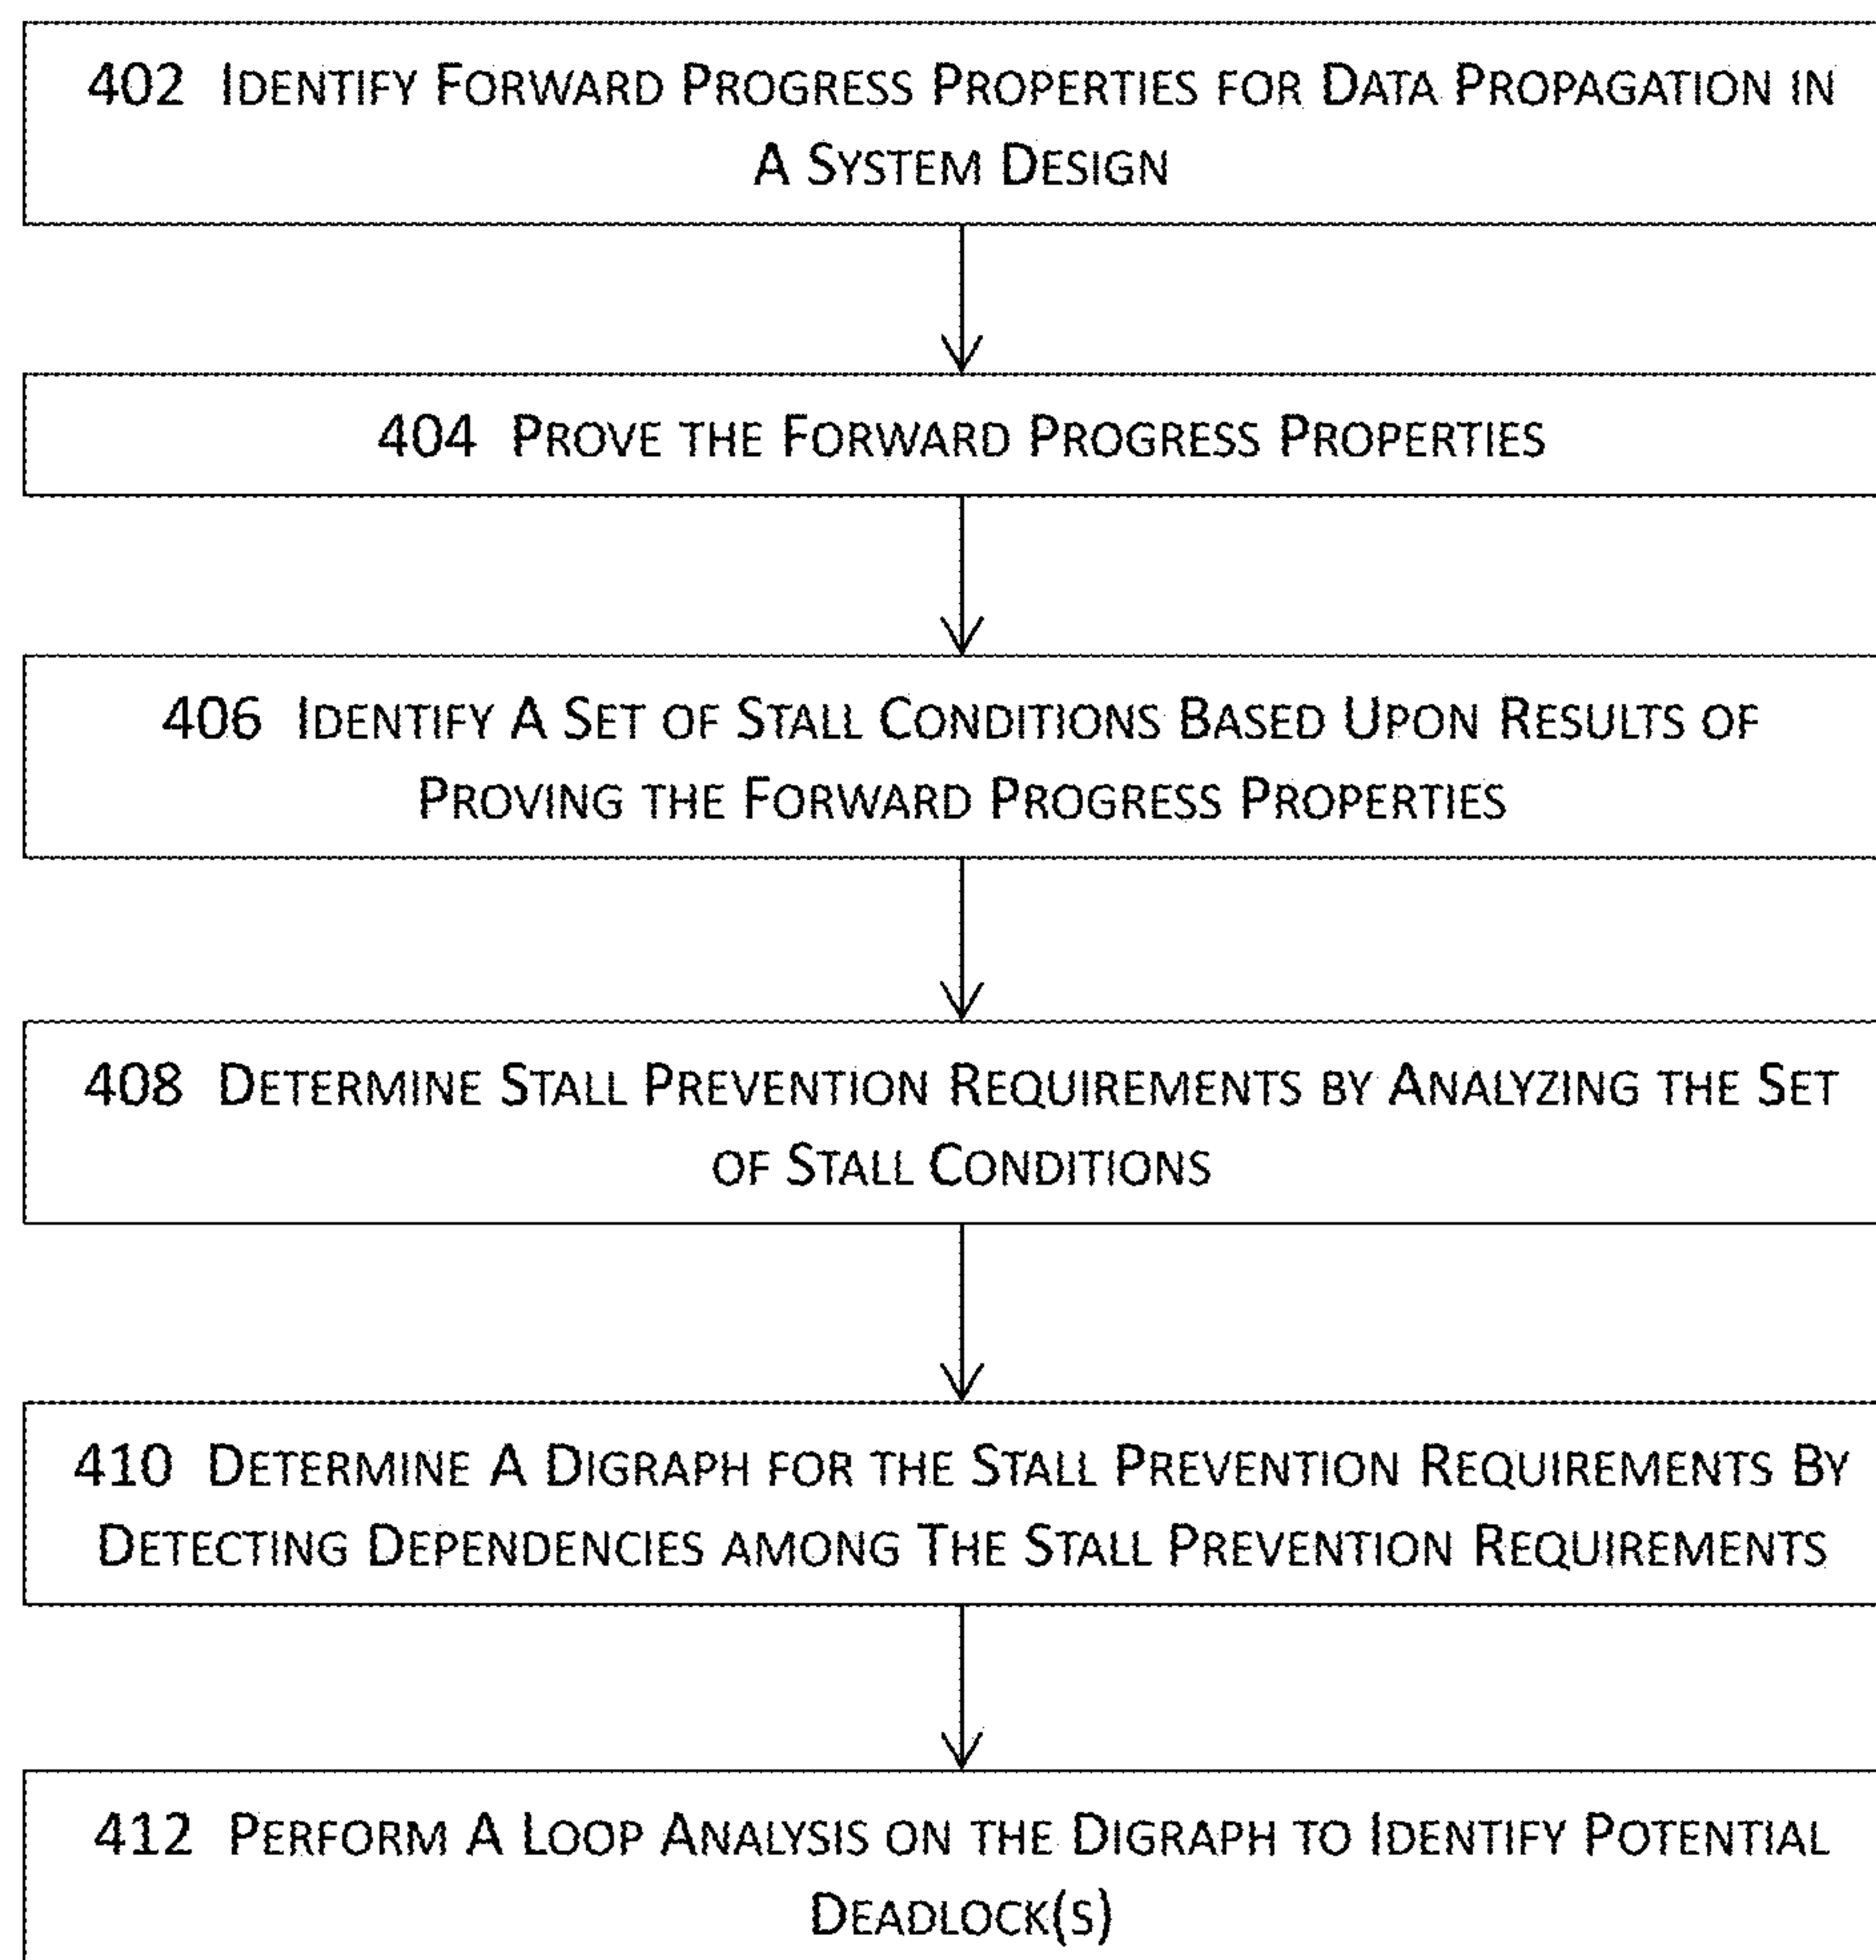 402 Identify Forward Progress Properties for Data Propagation in
A System Design
404 Prove the Forward Progress Properties
406 Identify A Set of Stall Conditions Based Upon Results of
Proving the Forward Progress Properties
408 Determine Stall Prevention Requirements by Analyzing the Set
of Stall Conditions
410 Determine A Digraph for the Stall Prevention Requirements By
Detecting Dependencies among The Stall Prevention Requirements
412 Perform A Loop Analysis on the Digraph to Identify Potential
Deadlock(s)